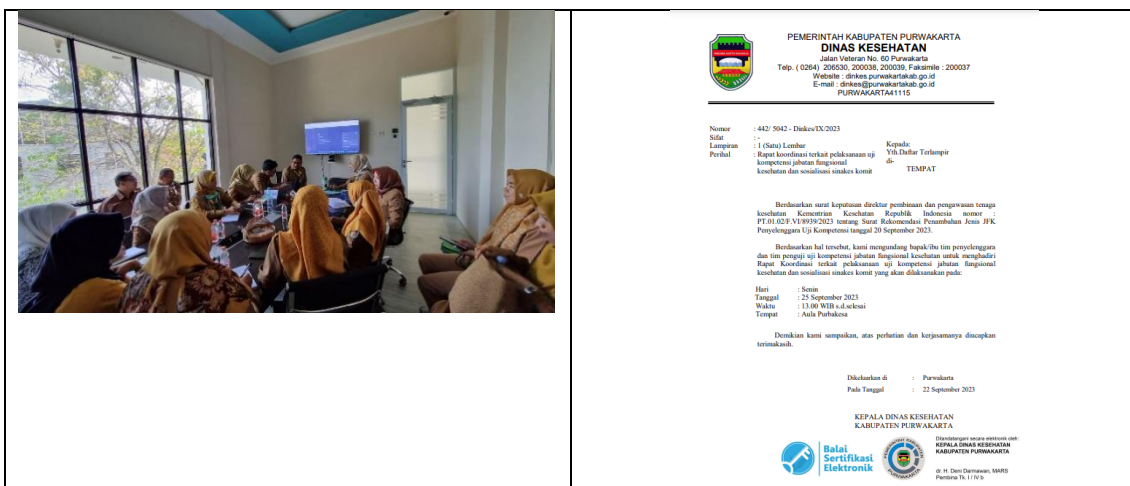 PEMERINTAH KABUPATEN PURWAKARTA
DINAS KESEHATAN
Jalan Veteran No. 60 Purwakarta
Telp. ( 0264) 206530, 200038, 200039, Faksimile : 200037
Website : dinkes.purwakartakab.go.id
E-mail : dinkes@purwakartakab.go.id
PURWAKARTA41115
Nomor : 442/ 5042 - Dinkes/IX/2023
Sifat : -
Lampiran : 1 (Satu) Lembar
Perihal : Rapat koordinasi terkait pelaksanaan uji
kompetensi jabatan fungsional
kesehatan dan sosialisasi sinakes komit
Kepada:
Yth.Daftar Terlampir
di-
TEMPAT
Berdasarkan surat keputusan direktur pembinaan dan pengawasan tenaga
kesehatan Kementrian Kesehatan Republik Indonesia nomor :
PT.01.02/F.VI/8939/2023 tentang Surat Rekomendasi Penambahan Jenis JFK
Penyelenggara Uji Kompetensi tanggal 20 September 2023.
Berdasarkan hal tersebut, kami mengundang bapak/ibu tim penyelenggara
dan tim penguji uji kompetensi jabatan fungsional kesehatan untuk menghadiri
Rapat Koordinasi terkait pelaksanaan uji kompetensi jabatan fungsional
kesehatan dan sosialisasi sinakes komit yang akan dilaksanakan pada:
Hari : Senin
Tanggal : 25 September 2023
Waktu : 13.00 WIB s.d.selesai
Tempat : Aula Purbakesa
Demikian kami sampaikan, atas perhatian dan kerjasamanya diucapkan
terimakasih.
Dikeluarkan di : Purwakarta
Pada Tanggal : 22 September 2023
KEPALA DINAS KESEHATAN
KABUPATEN PURWAKARTA
Balai
Sertifikasi
Elektronik
PEMERINTAH KABUPATEN
PURWAKARTA
Ditandatangani secara elektronik oleh:
KEPALA DINAS KESEHATAN
KABUPATEN PURWAKARTA
dr. H. Deni Darmawan, MARS
Pembina Tk. I / IV b